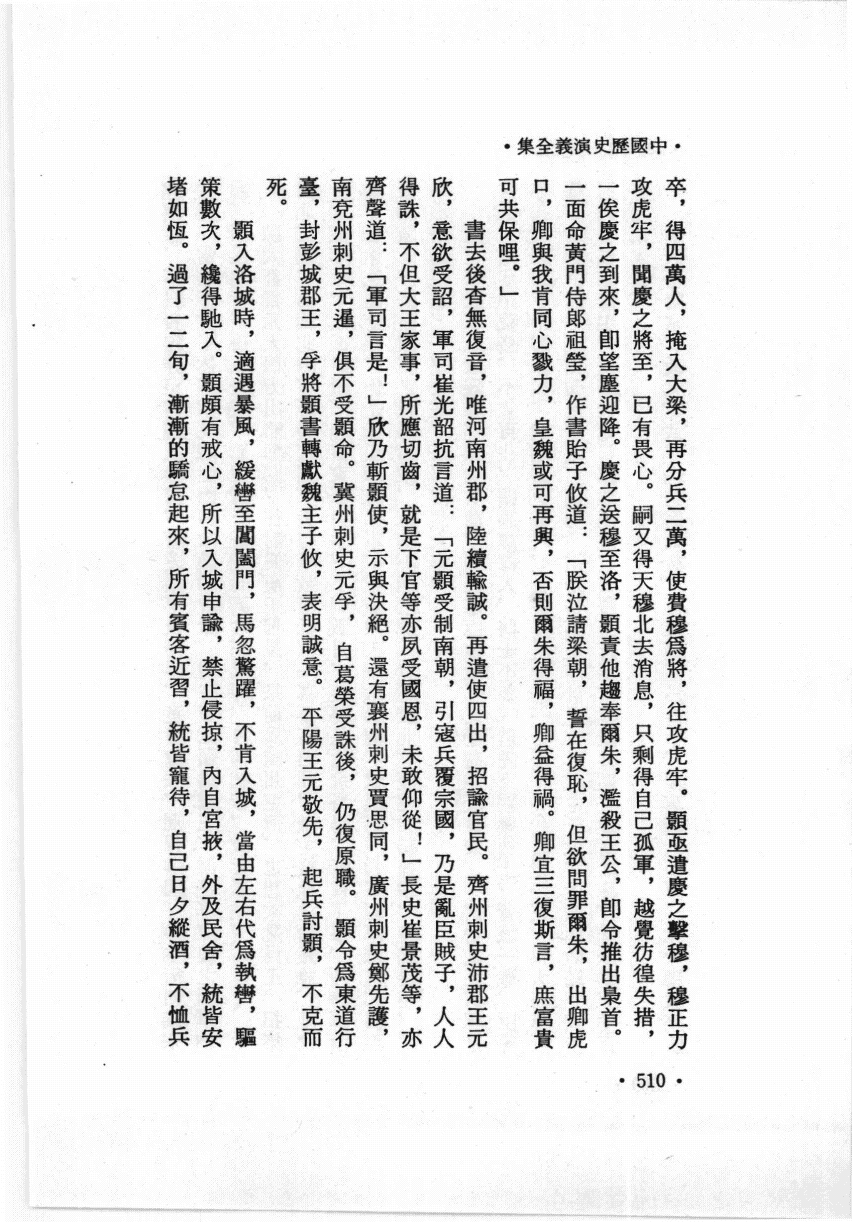 •中國歷史演義全集•
卒，得四萬人，掩入大梁，再分兵二萬，使費穆爲將，往攻虎牢。顥亟遣慶之擊穆，穆正力
攻虎牢，聞慶之將至，已有畏心。嗣又得天穆北去消息，只剩得自己孤軍，越覺彷徨失措，
一俟慶之到來，卽望塵迎降。慶之送穆至洛，顥責他趨奉爾朱，濫殺王公，卽令推出梟首。
一面命黃門侍郎祖瑩，作書貽子攸道：「朕泣請梁朝，誓在復恥，但欲問罪爾朱，出卿虎
口，卿與我肯同心戮力，皇魏或可再興，否則爾朱得福，卿益得禍。卿宜三復斯言，庶富貴
可共保哩。」
書去後杳無復音，唯河南州郡，陸續輸誠。再遣使四出，招諭官民。齊州刺史沛郡王元
欣，意欲受詔，軍司崔光韶抗言道：「元顥受制南朝，引寇兵覆宗國，乃是亂臣賊子，人人
得誅，不但大王家事，所應切齒，就是下官等亦夙受國恩，未敢仰從！」長史崔景茂等，亦
齊聲道：「軍司言是！」欣乃斬顥使，示與決絕。還有襄州刺史賈思同，廣州刺史鄭先護，
南兗州刺史元暹，俱不受顥命。冀州刺史元孚，自葛榮受誅後，仍復原職。顥令爲東道行
臺，封彭城郡王，孚將顥書轉獻魏主子攸，表明誠意。平陽王元敬先，起兵討顥，不克而
死。
顥入洛城時，適遇暴風，緩轡至閶闔門，馬忽驚躍，不肯入城，當由左右代爲執轡，驅
策數次，纔得馳入。顥頗有戒心，所以入城申諭，禁止侵掠，內自宮掖，外及民舍，統皆安
堵如恆。過了一二旬，漸漸的驕怠起來，所有賓客近習，統皆寵待，自己日夕縱酒，不恤兵
•510•